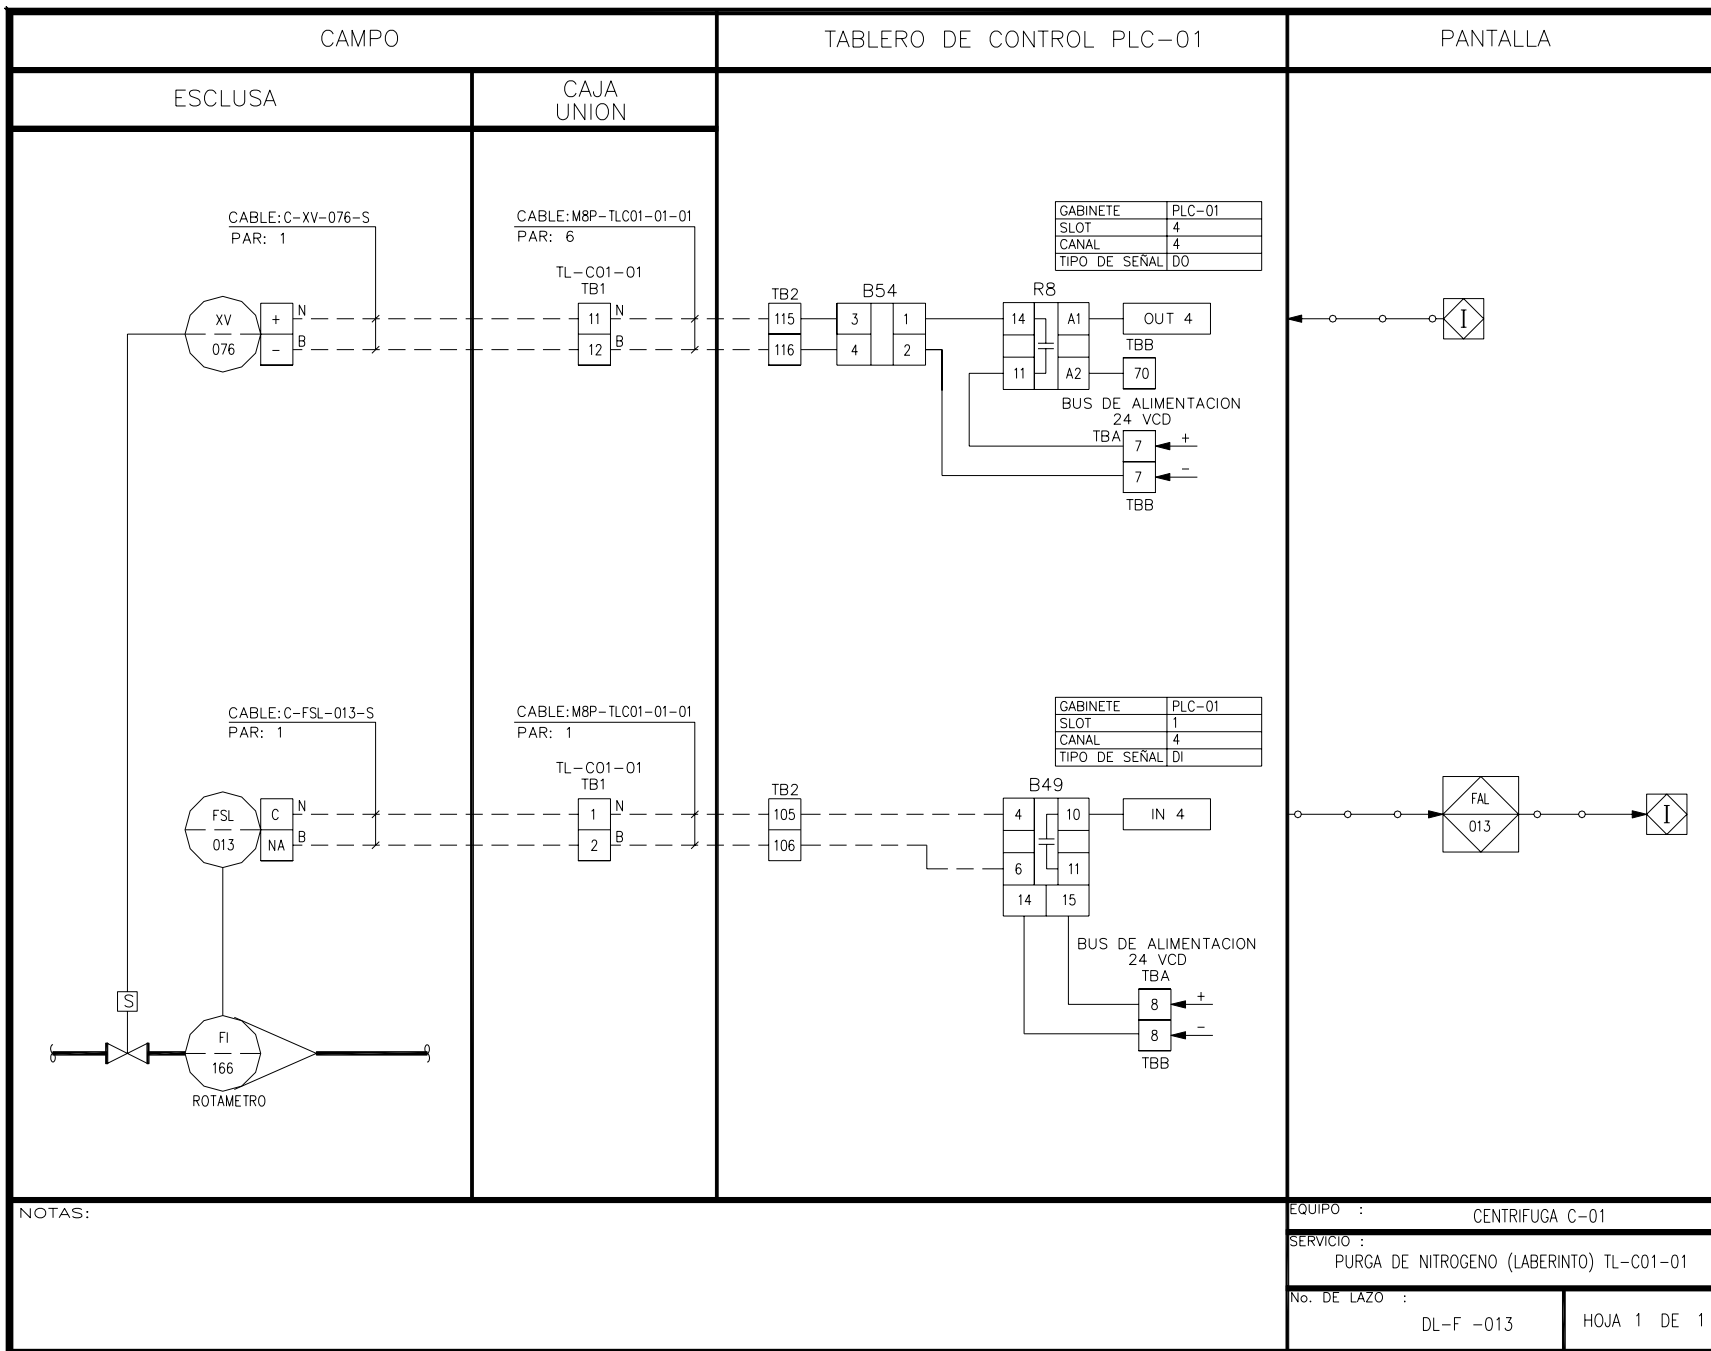 CAMPO
TABLERO DE CONTROL PLC-01
PANTALLA
ESCLUSA
CAJA
UNION
CABLE: C-XV-076-S
PAR: 1
CABLE: M8P-TLC01-01-01
PAR: 6
GABINETE PLC-01
SLOT 4
CANAL 4
TIPO DE SEÑAL DO
TL-C01-01
TB1
XV
076
+
-
N
B
11
12
N
B
TB2
115
116
B54
3
4
1
2
R8
14
11
A1
A2
OUT 4
TBB
70
BUS DE ALIMENTACION
24 VCD
TBA
7
+
7
-
TBB
I
CABLE: C-FSL-013-S
PAR: 1
CABLE: M8P-TLC01-01-01
PAR: 1
GABINETE PLC-01
SLOT 1
CANAL 4
TIPO DE SEÑAL DI
TL-C01-01
TB1
FSL
013
C
NA
N
B
1
2
N
B
TB2
105
106
B49
4
6
10
11
14
15
IN 4
FAL
013
I
BUS DE ALIMENTACION
24 VCD
TBA
8
+
8
-
TBB
S
FI
166
ROTAMETRO
NOTAS:
EQUIPO :
CENTRIFUGA C-01
SERVICIO :
PURGA DE NITROGENO (LABERINTO) TL-C01-01
No. DE LAZO :
DL-F -013
HOJA 1 DE 1